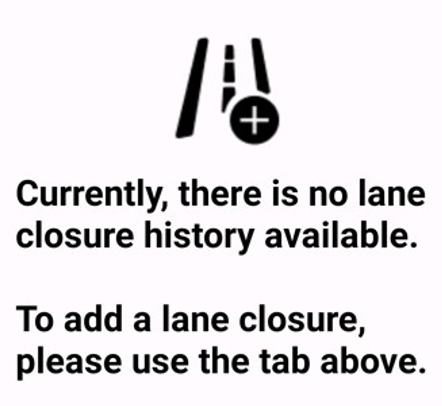 Currently, there is no lane
closure history available.
To add a lane closure,
please use the tab above.